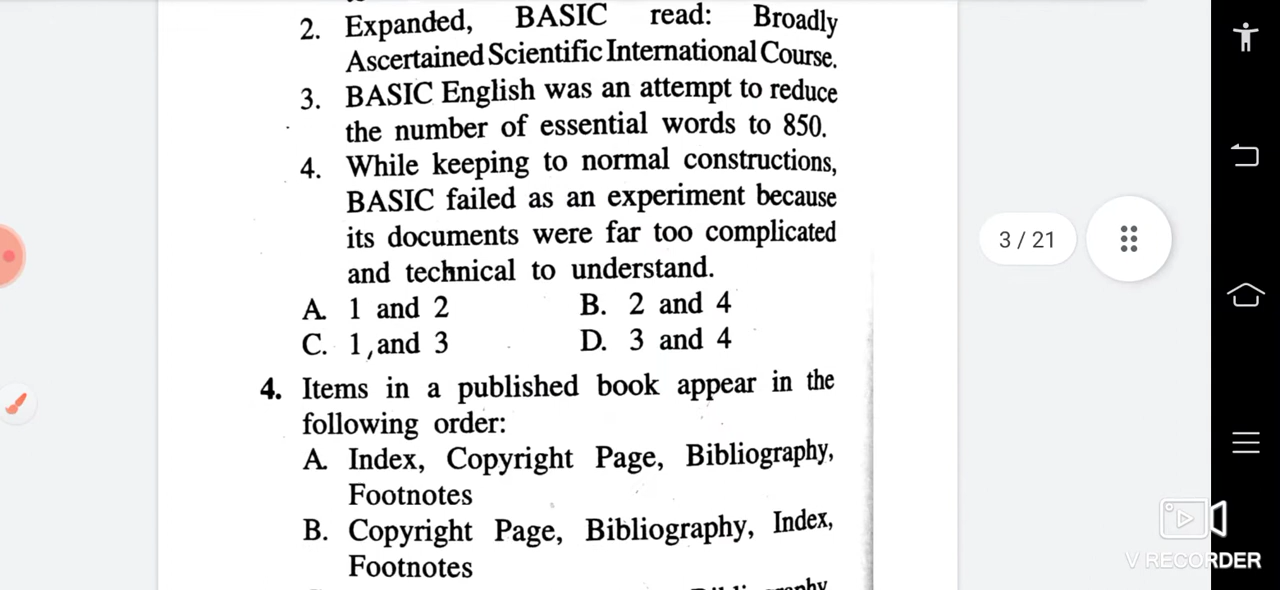 2. Expanded, BASIC read: Broadly
Ascertained Scientific International Course.
3. BASIC English was an attempt to reduce
the number of essential words to 850.
4. While keeping to normal constructions,
BASIC failed as an experiment because
its documents were far too complicated
and technical to understand.
A. 1 and 2 B. 2 and 4
C. 1, and 3 D. 3 and 4
4. Items in a published book appear in the
following order:
A. Index, Copyright Page, Bibliography,
Footnotes
B. Copyright Page, Bibliography, Index,
Footnotes
3 / 21
V RECORDER